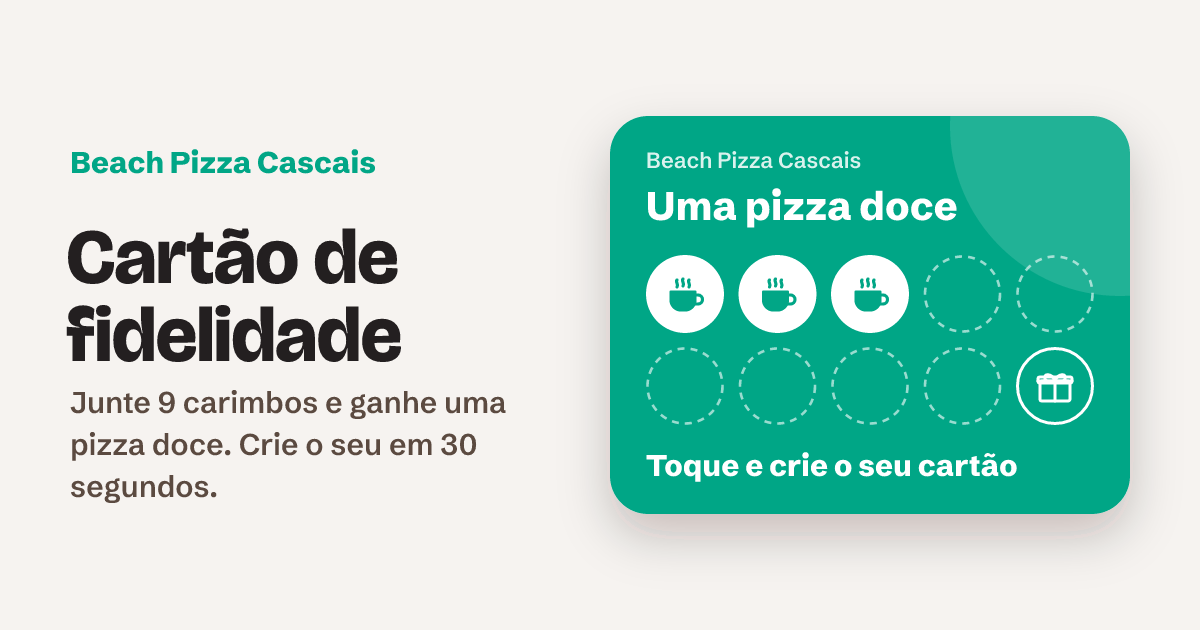 Beach Pizza Cascais
Cartão de
fidelidade
Junte 9 carimbos e ganhe uma
pizza doce. Crie o seu em 30
segundos.
Beach Pizza Cascais
Uma pizza doce
Toque e crie o seu cartão